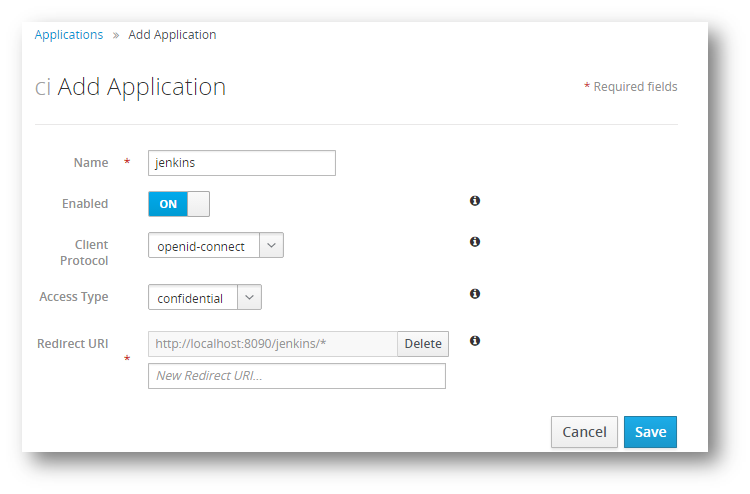 Applications » Add Application
ci Add Application
* Required fields
Name * jenkins
Enabled ON
Client Protocol openid-connect
Access Type confidential
Redirect URI * http://localhost:8090/jenkins/* Delete
New Redirect URI...
Cancel Save